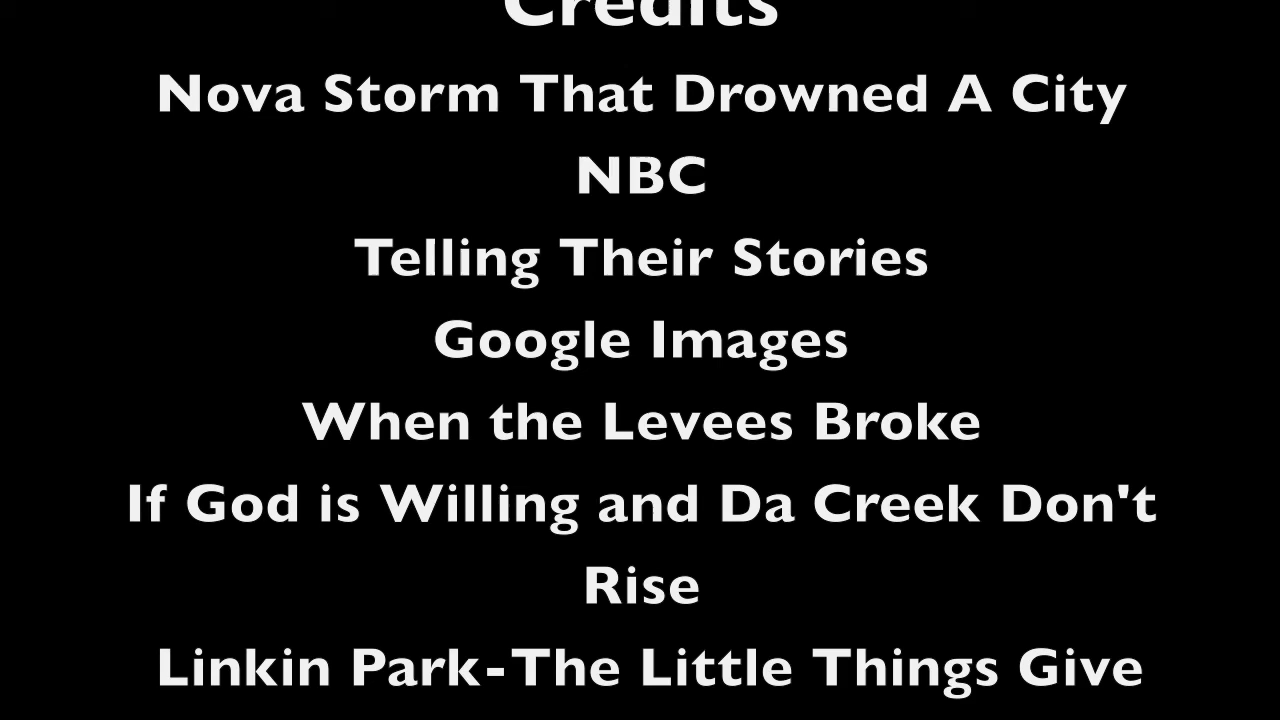 Credits
Nova Storm That Drowned A City
NBC
Telling Their Stories
Google Images
When the Levees Broke
If God is Willing and Da Creek Don't
Rise
Linkin Park-The Little Things Give